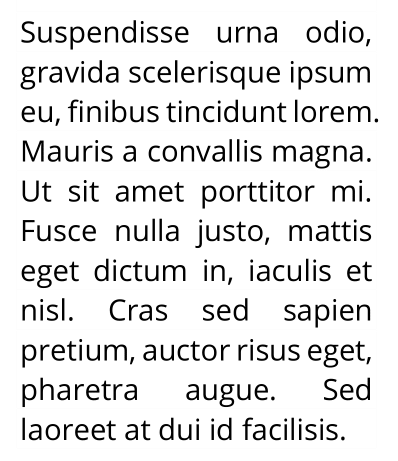 Suspendisse urna odio,
gravida scelerisque ipsum
eu, finibus tincidunt lorem.
Mauris a convallis magna.
Ut sit amet porttitor mi.
Fusce nulla justo, mattis
eget dictum in, iaculis et
nisl. Cras sed sapien
pretium, auctor risus eget,
pharetra augue. Sed
laoreet at dui id facilisis.